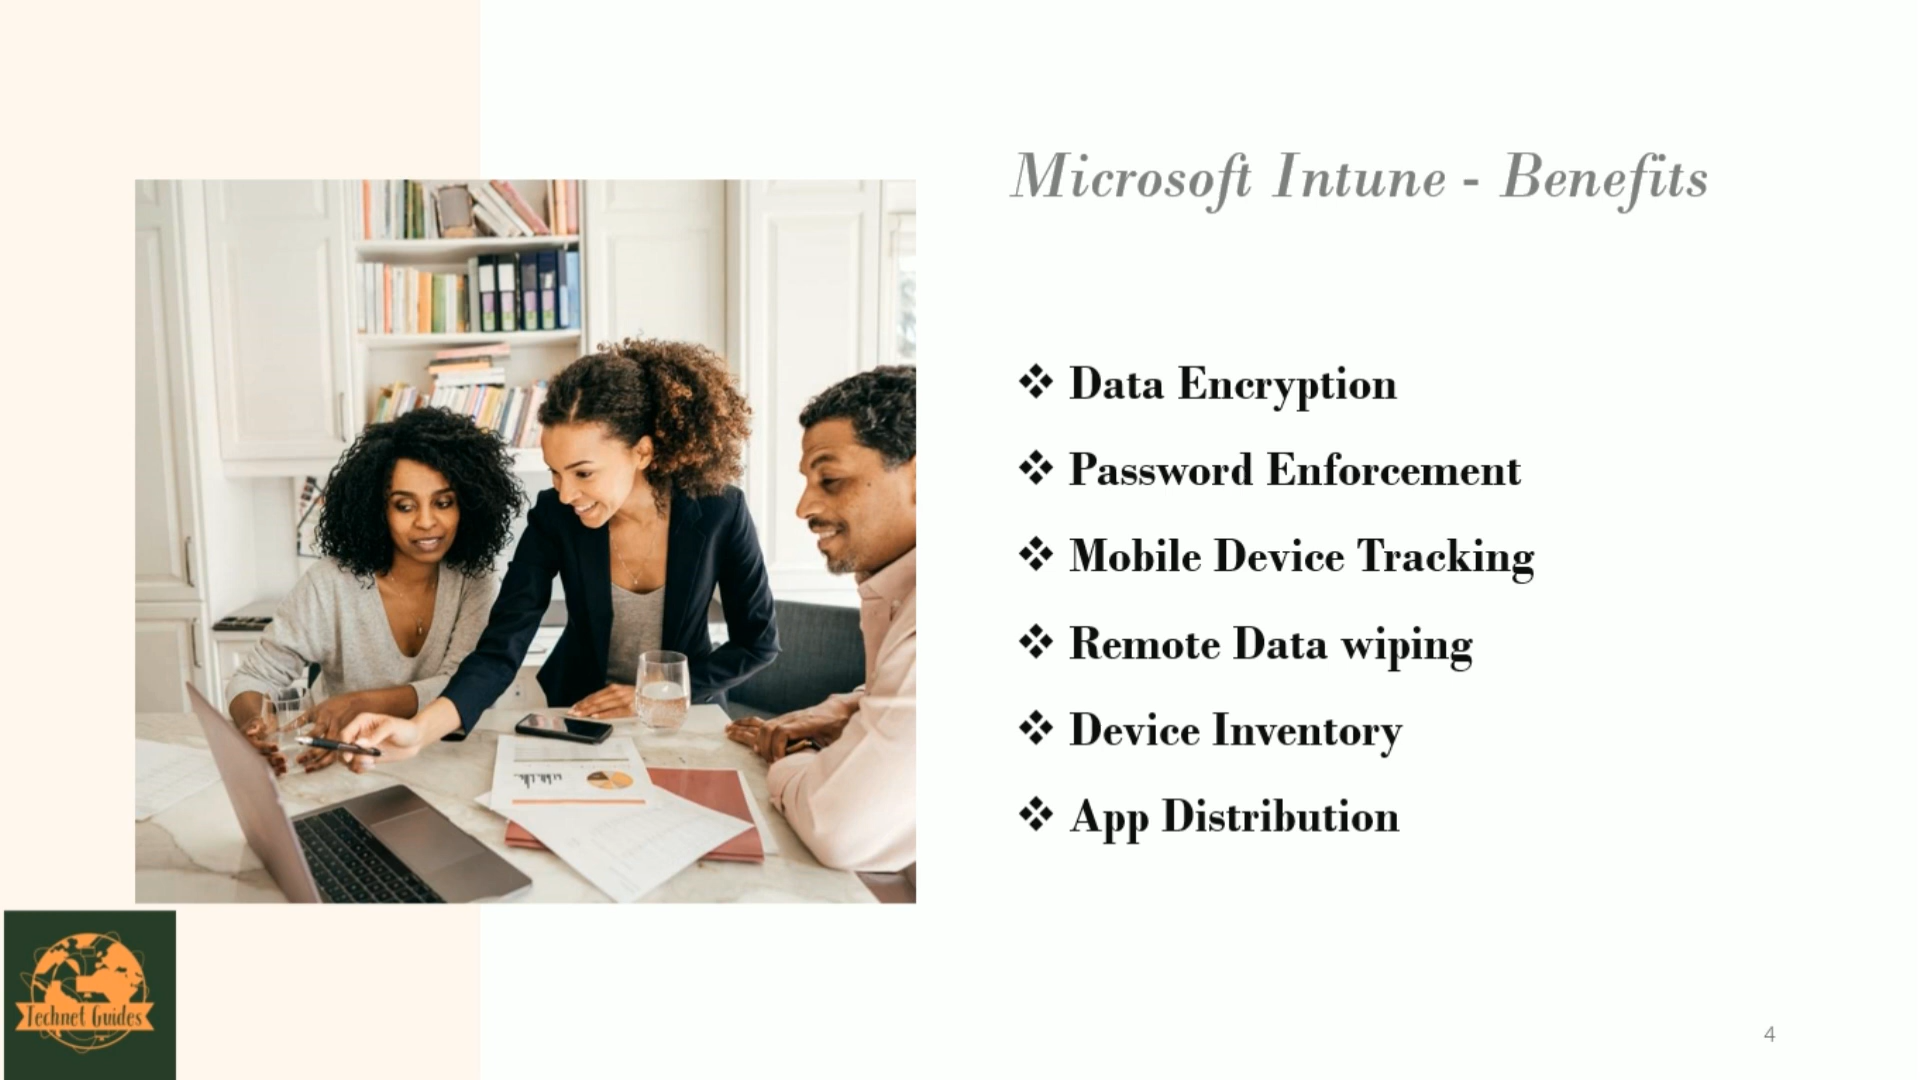 Microsoft Intune - Benefits
❖ Data Encryption
❖ Password Enforcement
❖ Mobile Device Tracking
❖ Remote Data wiping
❖ Device Inventory
❖ App Distribution
Technet Guides
4